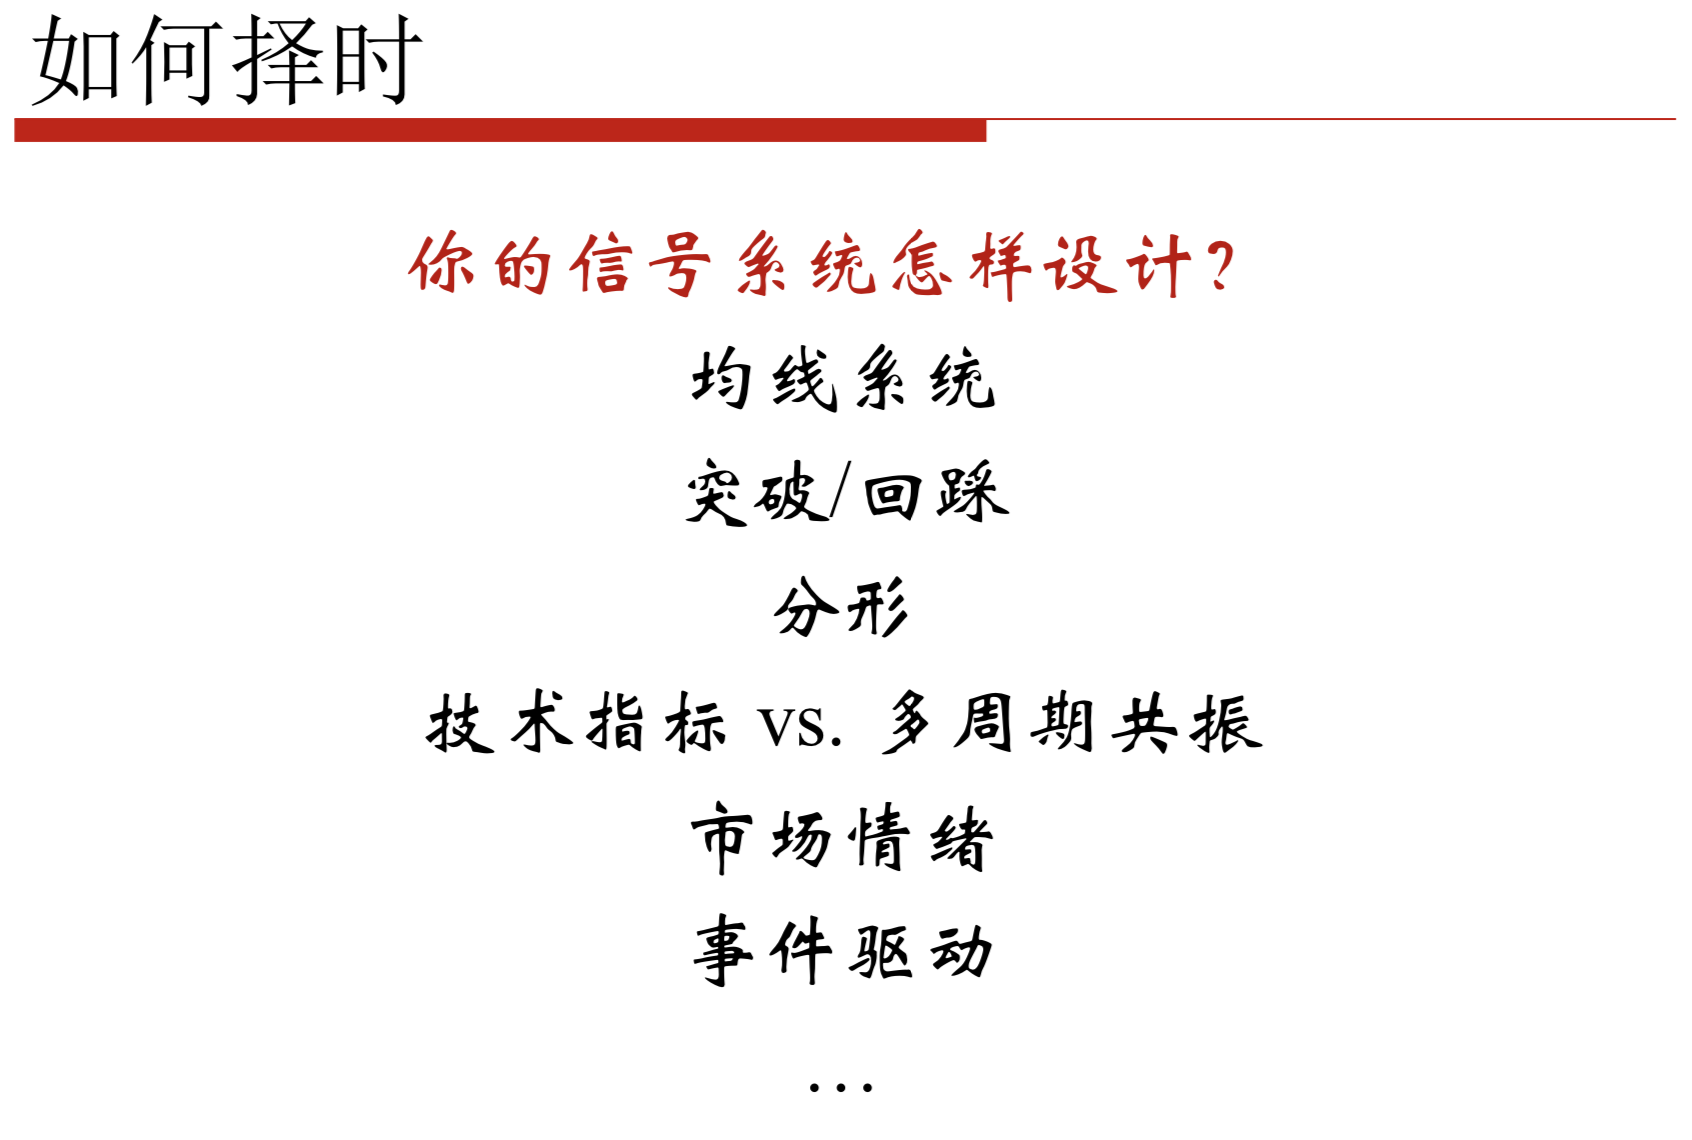 如何择时
你的信号系统怎样设计?
均线系统
突破/回踩
分形
技术指标 vs. 多周期共振
市场情绪
事件驱动
…